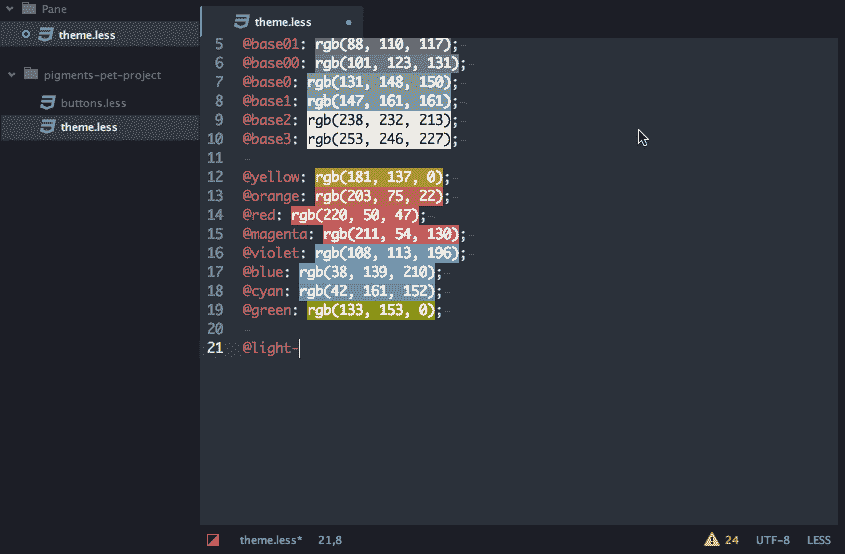 Pane
theme.less
pigments-pet-project
buttons.less
theme.less
theme.less
5 @base01: rgb(88, 110, 117);
6 @base00: rgb(101, 123, 131);
7 @base0: rgb(131, 148, 150);
8 @base1: rgb(147, 161, 161);
9 @base2: rgb(238, 232, 213);
10 @base3: rgb(253, 246, 227);
11
12 @yellow: rgb(181, 137, 0);
13 @orange: rgb(203, 75, 22);
14 @red: rgb(220, 50, 47);
15 @magenta: rgb(211, 54, 130);
16 @violet: rgb(108, 113, 196);
17 @blue: rgb(38, 139, 210);
18 @cyan: rgb(42, 161, 152);
19 @green: rgb(133, 153, 0);
20
21 @light-
theme.less* 21,8 24 UTF-8 LESS